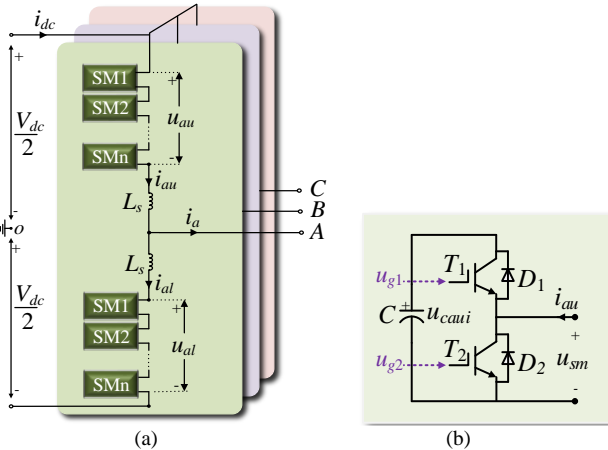 i_dc
+
SM1
SM2
SMn
+
u_au
-
V_dc
2
-
o
+
V_dc
2
-
i_au
L_s
i_a
C
B
A
L_s
i_al
SM1
SM2
SMn
+
u_al
-
(a)
u_g1
T_1
D_1
i_au
C
+
u_caui
+
u_sm
-
u_g2
T_2
D_2
(b)